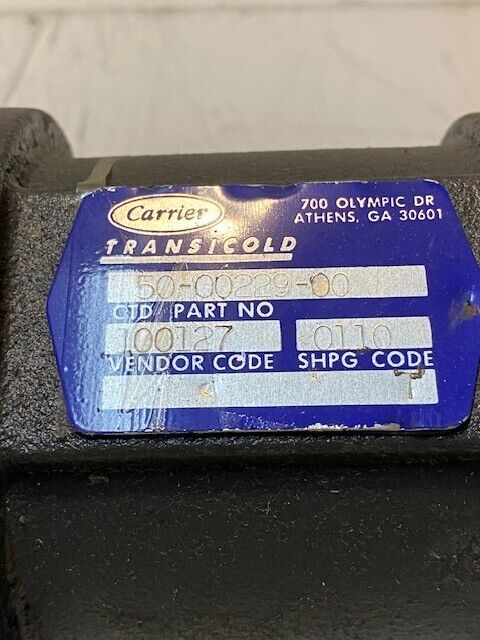 Carrier
700 OLYMPIC DR
ATHENS, GA 30601
TRANSICOLD
50-00229-00
CTD PART NO
100127 0110
VENDOR CODE SHPG CODE
T